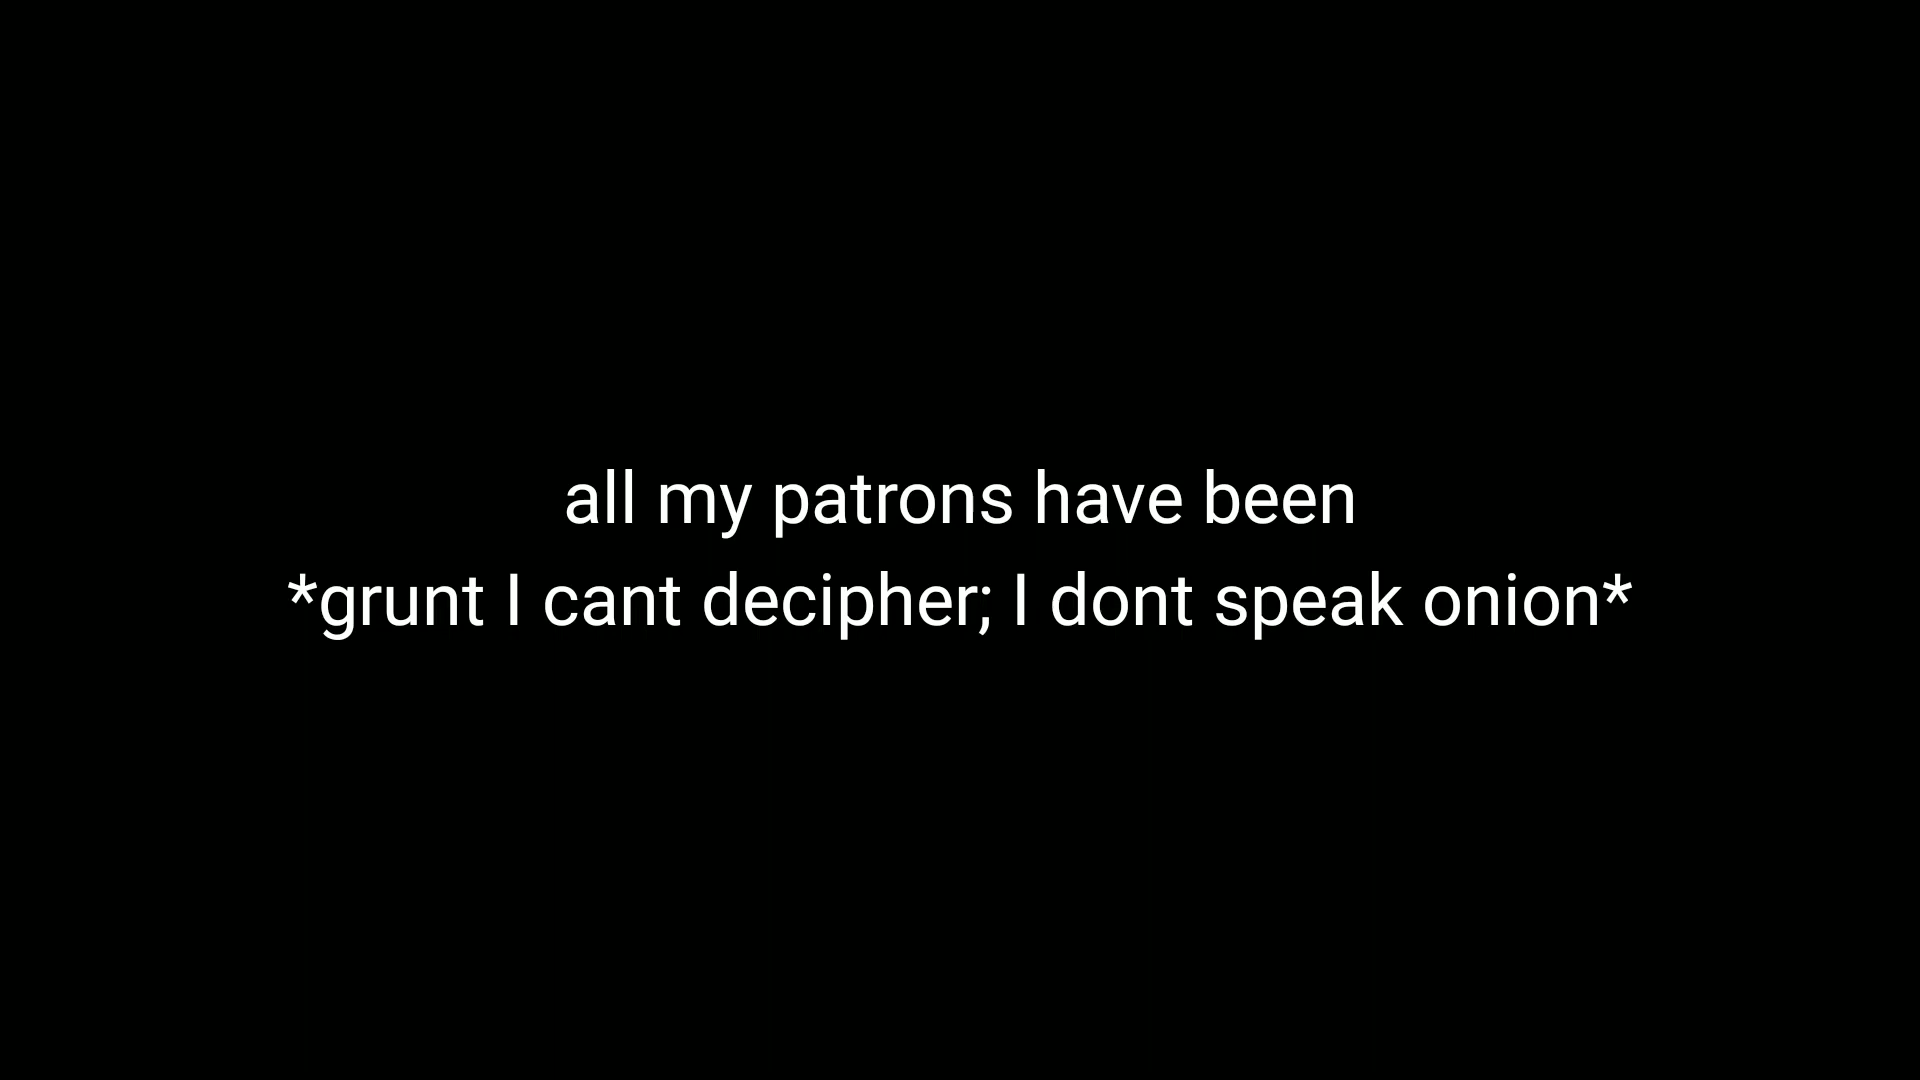 all my patrons have been
*grunt I cant decipher; I dont speak onion*